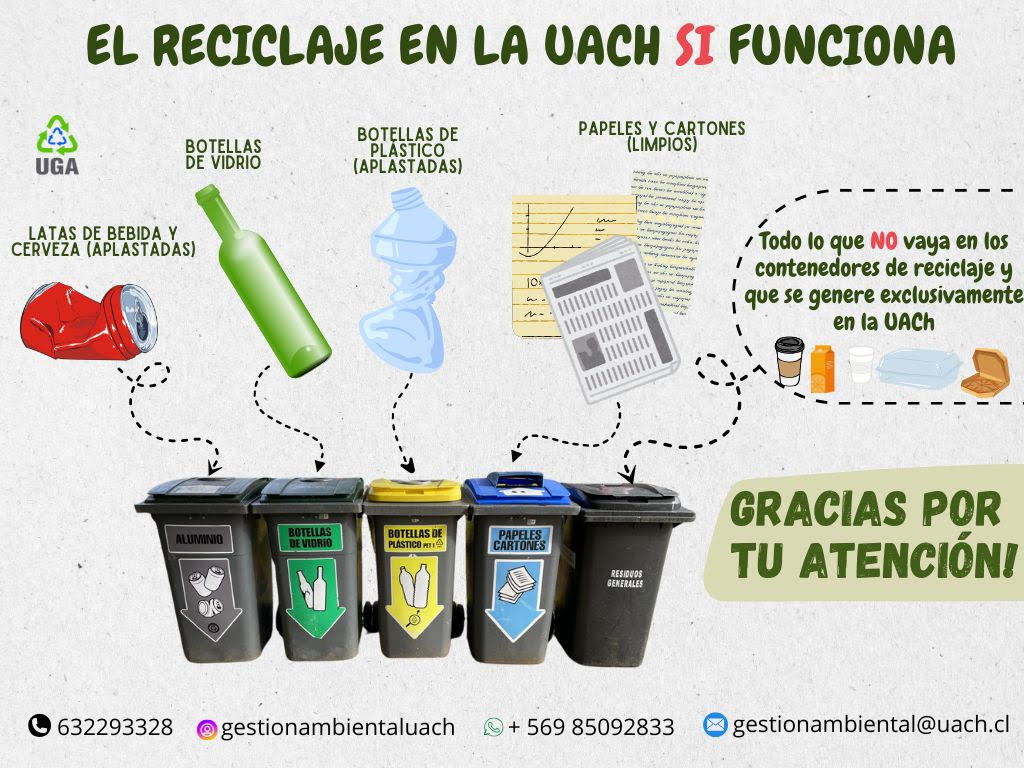 EL RECICLAJE EN LA UACH SI FUNCIONA
UGA
LATAS DE BEBIDA Y
CERVEZA (APLASTADAS)
BOTELLAS
DE VIDRIO
BOTELLAS DE
PLÁSTICO
(APLASTADAS)
PAPELES Y CARTONES
(LIMPIOS)
Todo lo que NO vaya en los
contenedores de reciclaje y
que se genere exclusivamente
en la UACh
ALUMINIO
BOTELLAS
DE VIDRIO
BOTELLAS DE
PLÁSTICO PET 1
PAPELES
CARTONES
RESIDUOS
GENERALES
GRACIAS POR
TU ATENCIÓN!
632293328
gestionambientaluach
+ 569 85092833
gestionambiental@uach.cl